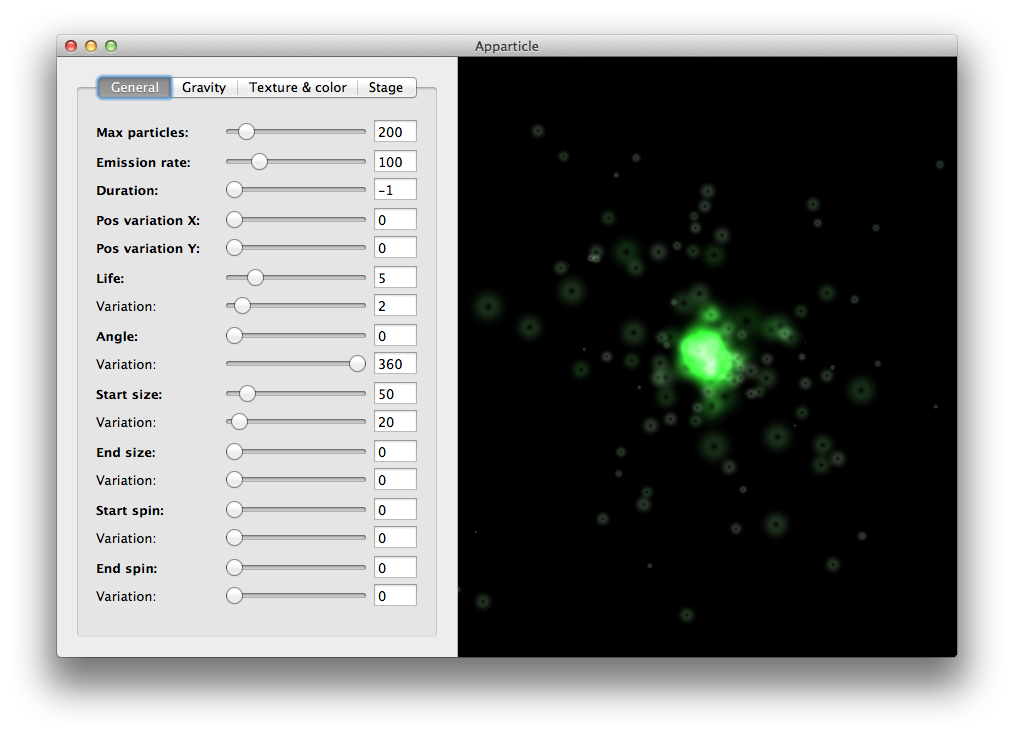 Apparticle
General Gravity Texture & color Stage
Max particles: 200
Emission rate: 100
Duration: -1
Pos variation X: 0
Pos variation Y: 0
Life: 5
Variation: 2
Angle: 0
Variation: 360
Start size: 50
Variation: 20
End size: 0
Variation: 0
Start spin: 0
Variation: 0
End spin: 0
Variation: 0